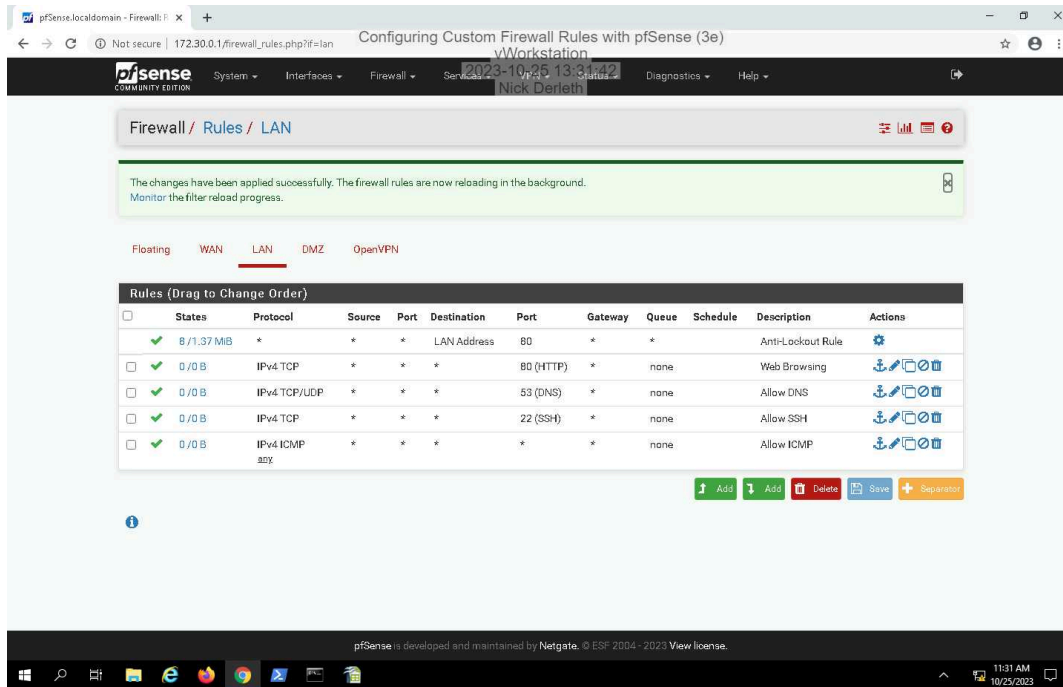 pfSense.localdomain - Firewall: R
Not secure | 172.30.0.1/firewall_rules.php?if=lan
Configuring Custom Firewall Rules with pfSense (3e)
vWorkstation
2023-10-25 13:31:42
Nick Derleth
pfsense
COMMUNITY EDITION
System Interfaces Firewall Services VPN Status Diagnostics Help
Firewall / Rules / LAN
The changes have been applied successfully. The firewall rules are now reloading in the background.
Monitor the filter reload progress.
Floating WAN LAN DMZ OpenVPN
Rules (Drag to Change Order)
States Protocol Source Port Destination Port Gateway Queue Schedule Description Actions
8 /1.37 MiB * * * LAN Address 80 * * Anti-Lockout Rule
0 /0 B IPv4 TCP * * * 80 (HTTP) * none Web Browsing
0 /0 B IPv4 TCP/UDP * * * 53 (DNS) * none Allow DNS
0 /0 B IPv4 TCP * * * 22 (SSH) * none Allow SSH
0 /0 B IPv4 ICMP * * * * * none Allow ICMP
any
Add Add Delete Save Separator
pfSense is developed and maintained by Netgate. © ESF 2004 - 2023 View license.
11:31 AM
10/25/2023